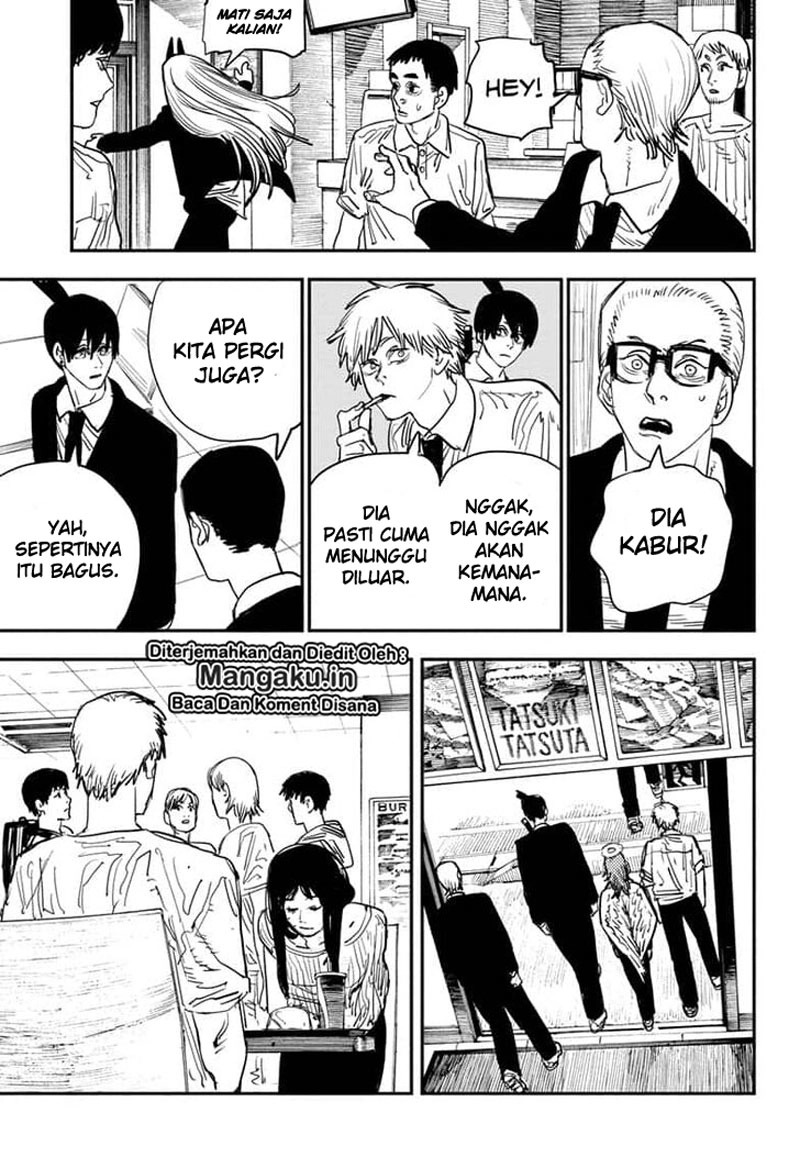 MATI SAJA
KALIAN!
HEY!
DIA
KABUR!
NGGAK,
DIA NGGAK
AKAN
KEMANA-
MANA.
DIA
PASTI CUMA
MENUNGGU
DILUAR.
APA
KITA PERGI
JUGA?
YAH,
SEPERTINYA
ITU BAGUS.
Diterjemahkan dan Diedit Oleh :
Mangaku.in
Baca Dan Koment Disana
TATSUKI
TATSUTA
BUR